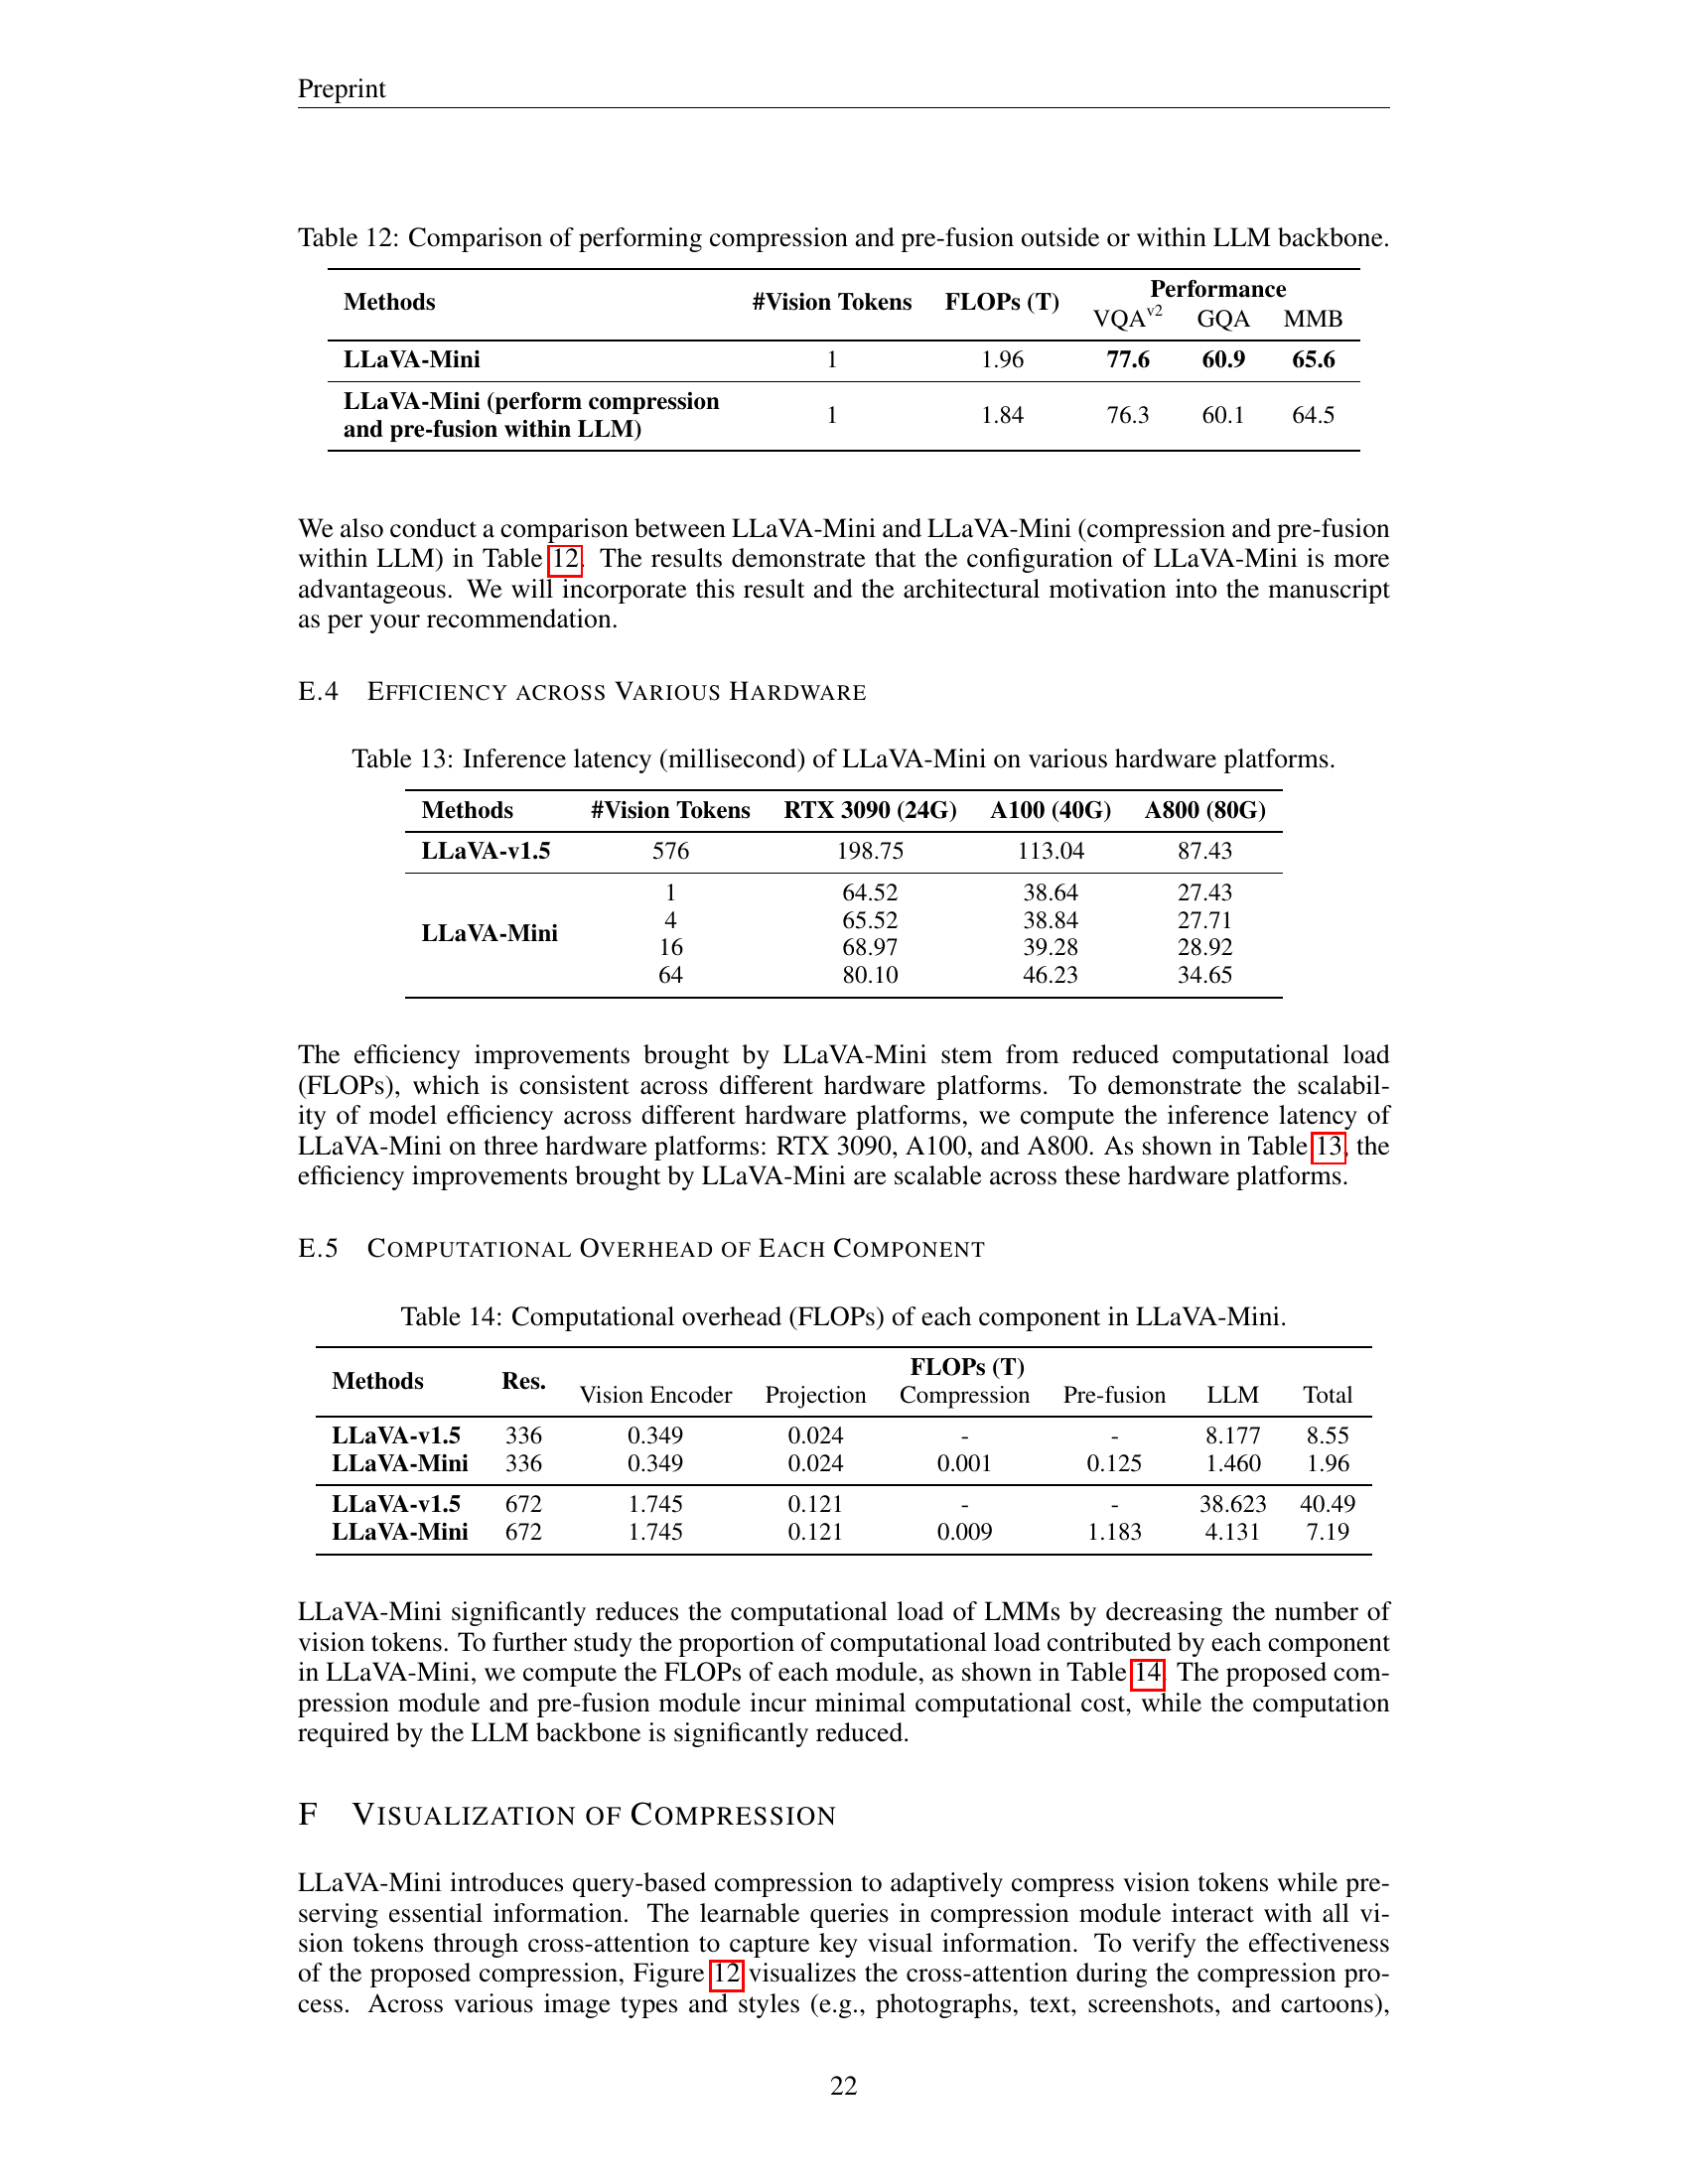 Preprint
Table 12: Comparison of performing compression and pre-fusion outside or within LLM backbone.
Methods #Vision Tokens FLOPs (T) Performance
VQAv2 GQA MMB
LLaVA-Mini 1 1.96 77.6 60.9 65.6
LLaVA-Mini (perform compression
and pre-fusion within LLM) 1 1.84 76.3 60.1 64.5
We also conduct a comparison between LLaVA-Mini and LLaVA-Mini (compression and pre-fusion
within LLM) in Table 12. The results demonstrate that the configuration of LLaVA-Mini is more
advantageous. We will incorporate this result and the architectural motivation into the manuscript
as per your recommendation.
E.4 EFFICIENCY ACROSS VARIOUS HARDWARE
Table 13: Inference latency (millisecond) of LLaVA-Mini on various hardware platforms.
Methods #Vision Tokens RTX 3090 (24G) A100 (40G) A800 (80G)
LLaVA-v1.5 576 198.75 113.04 87.43
LLaVA-Mini
1 64.52 38.64 27.43
4 65.52 38.84 27.71
16 68.97 39.28 28.92
64 80.10 46.23 34.65
The efficiency improvements brought by LLaVA-Mini stem from reduced computational load
(FLOPs), which is consistent across different hardware platforms. To demonstrate the scalabil-
ity of model efficiency across different hardware platforms, we compute the inference latency of
LLaVA-Mini on three hardware platforms: RTX 3090, A100, and A800. As shown in Table 13, the
efficiency improvements brought by LLaVA-Mini are scalable across these hardware platforms.
E.5 COMPUTATIONAL OVERHEAD OF EACH COMPONENT
Table 14: Computational overhead (FLOPs) of each component in LLaVA-Mini.
Methods Res. FLOPs (T)
Vision Encoder Projection Compression Pre-fusion LLM Total
LLaVA-v1.5 336 0.349 0.024 - - 8.177 8.55
LLaVA-Mini 336 0.349 0.024 0.001 0.125 1.460 1.96
LLaVA-v1.5 672 1.745 0.121 - - 38.623 40.49
LLaVA-Mini 672 1.745 0.121 0.009 1.183 4.131 7.19
LLaVA-Mini significantly reduces the computational load of LMMs by decreasing the number of
vision tokens. To further study the proportion of computational load contributed by each component
in LLaVA-Mini, we compute the FLOPs of each module, as shown in Table 14. The proposed com-
pression module and pre-fusion module incur minimal computational cost, while the computation
required by the LLM backbone is significantly reduced.
F VISUALIZATION OF COMPRESSION
LLaVA-Mini introduces query-based compression to adaptively compress vision tokens while pre-
serving essential information. The learnable queries in compression module interact with all vi-
sion tokens through cross-attention to capture key visual information. To verify the effectiveness
of the proposed compression, Figure 12 visualizes the cross-attention during the compression pro-
cess. Across various image types and styles (e.g., photographs, text, screenshots, and cartoons),
22